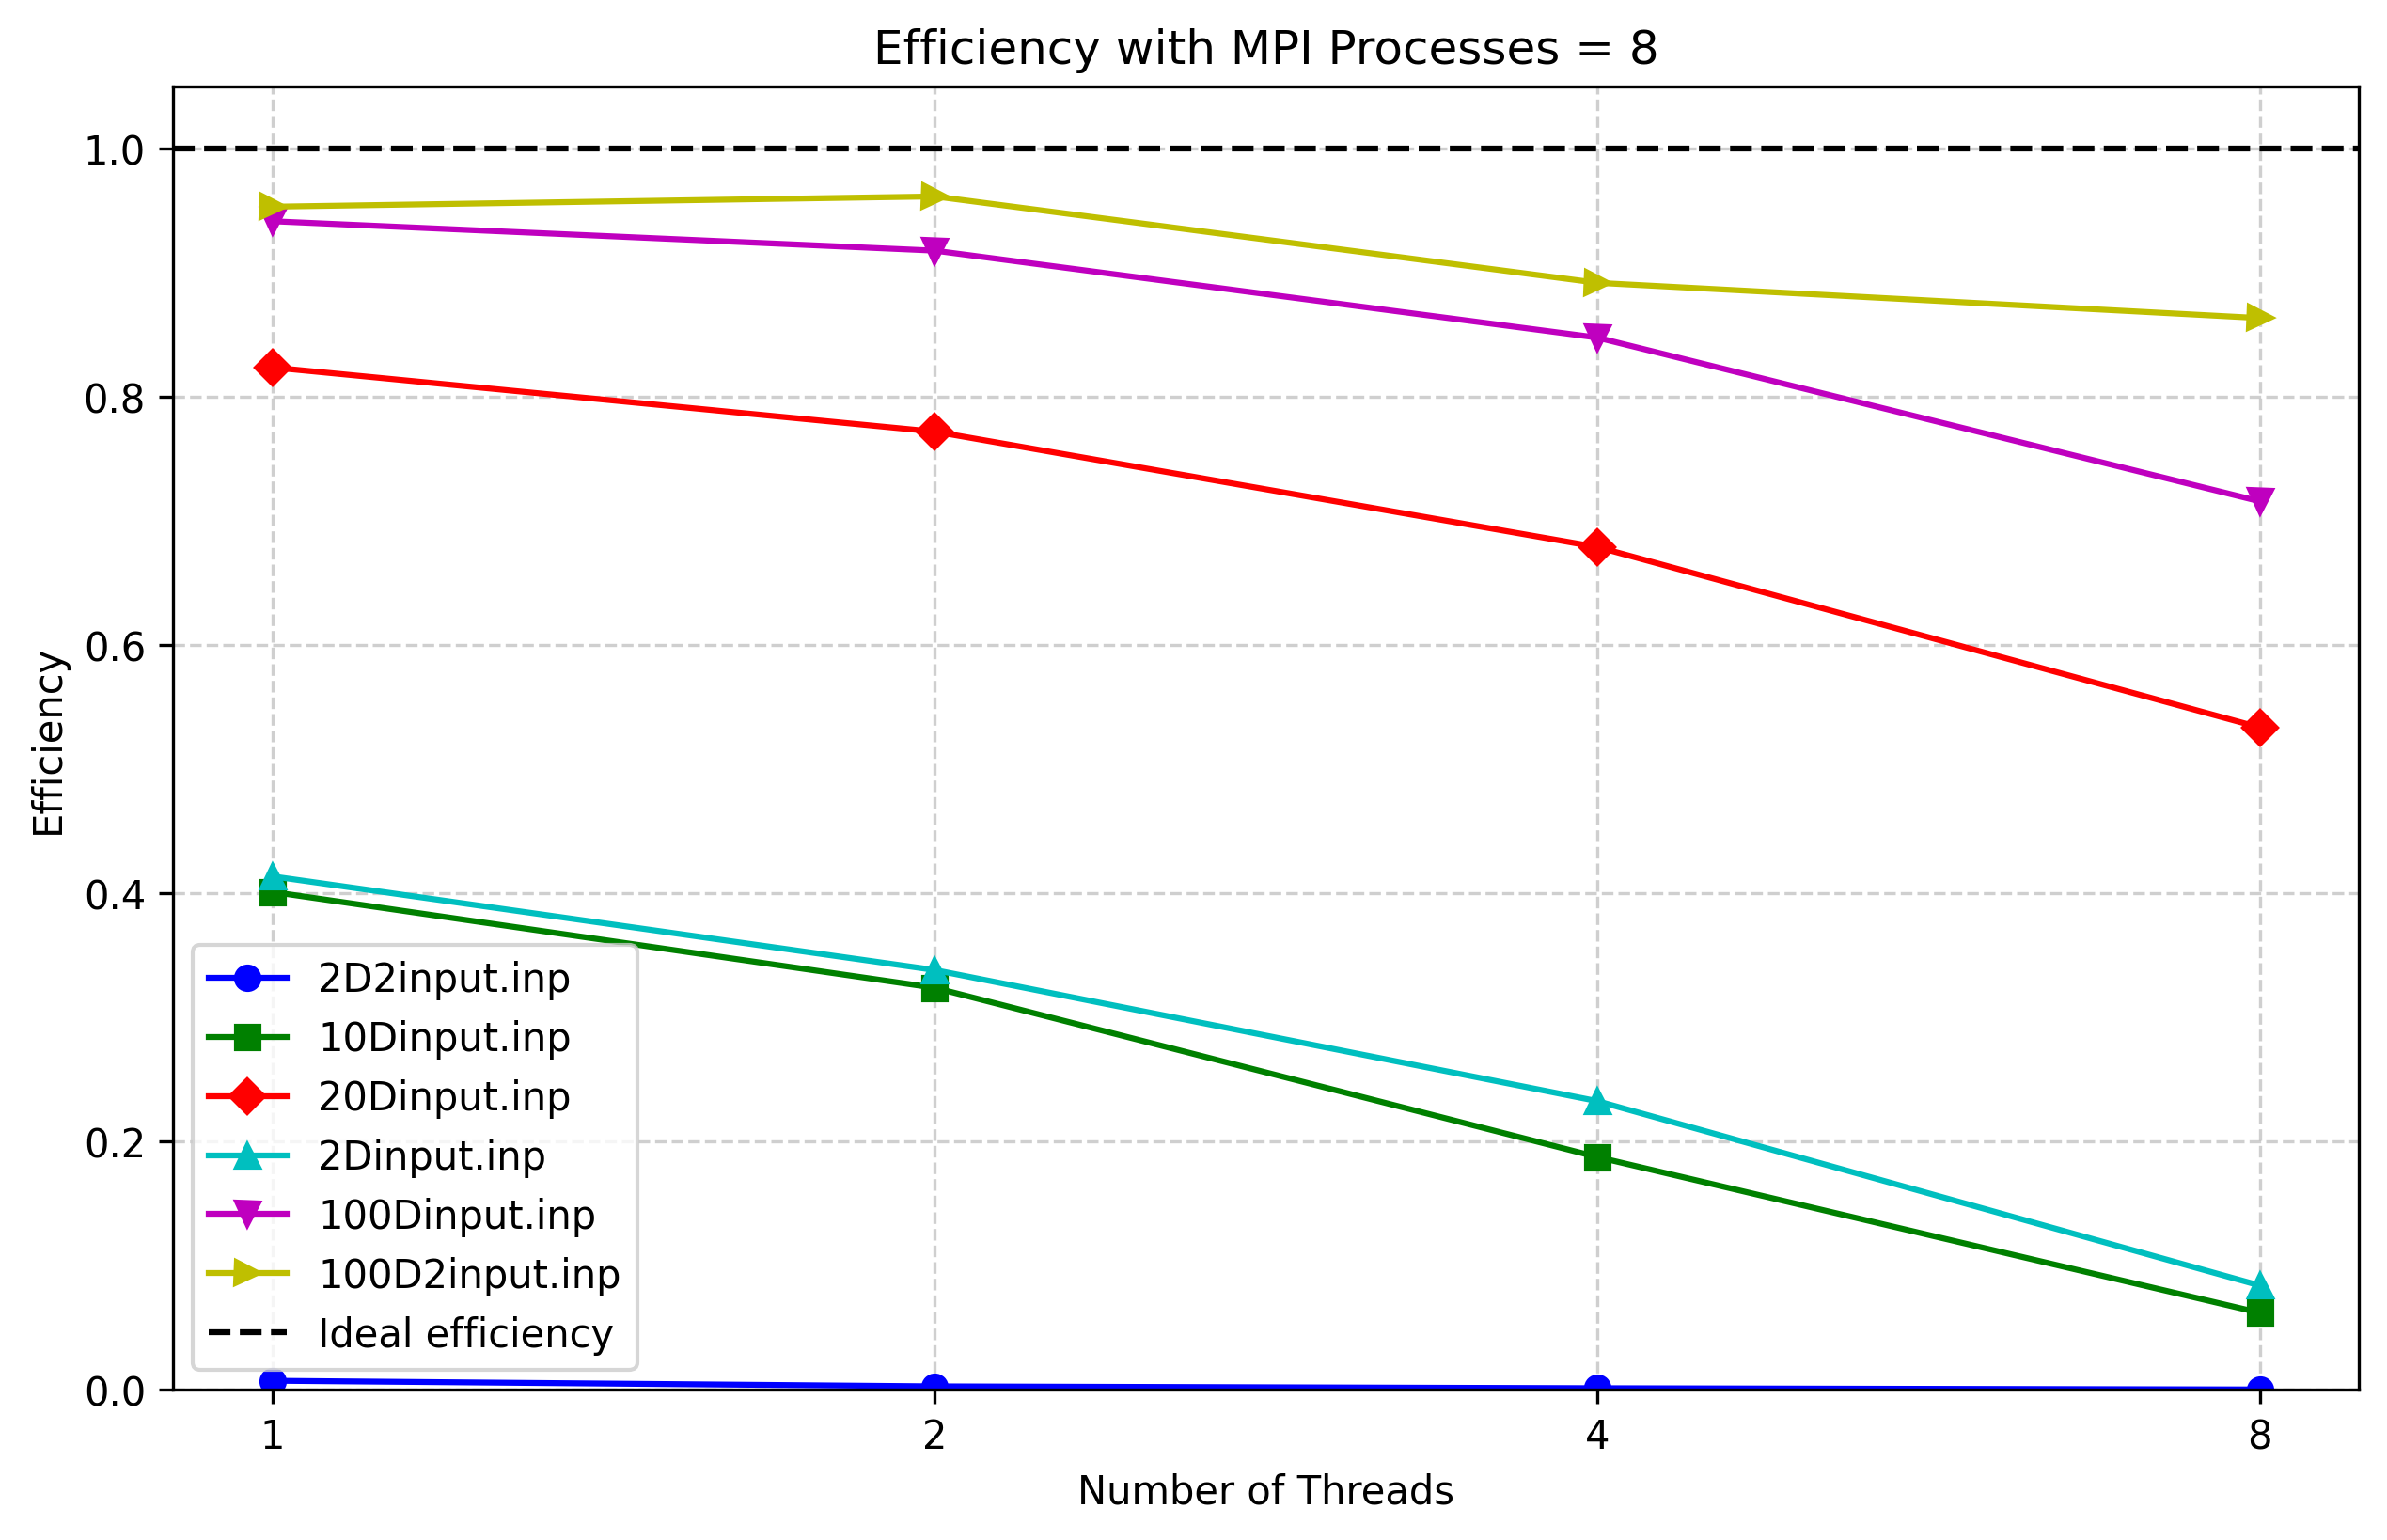 Efficiency with MPI Processes = 8
Efficiency
1.0
0.8
0.6
0.4
0.2
0.0
2D2input.inp
10Dinput.inp
20Dinput.inp
2Dinput.inp
100Dinput.inp
100D2input.inp
Ideal efficiency
1 2 4 8
Number of Threads